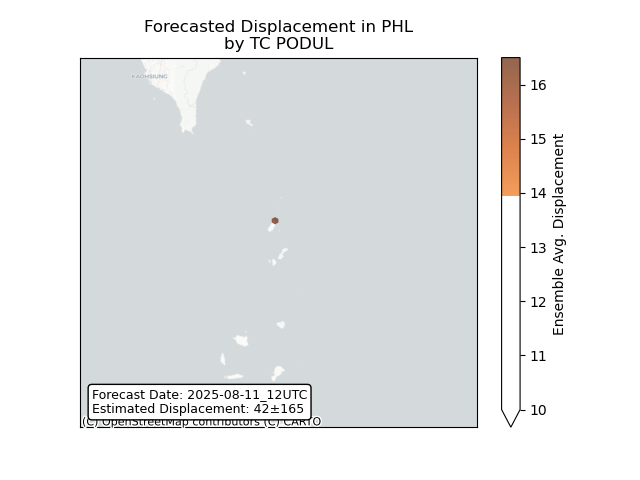 Forecasted Displacement in PHL
by TC PODUL
KAOHSIUNG
16
15
14
13
12
11
10
Ensemble Avg. Displacement
Forecast Date: 2025-08-11_12UTC
Estimated Displacement: 42±165
(C) OpenStreetMap contributors (C) CARTO